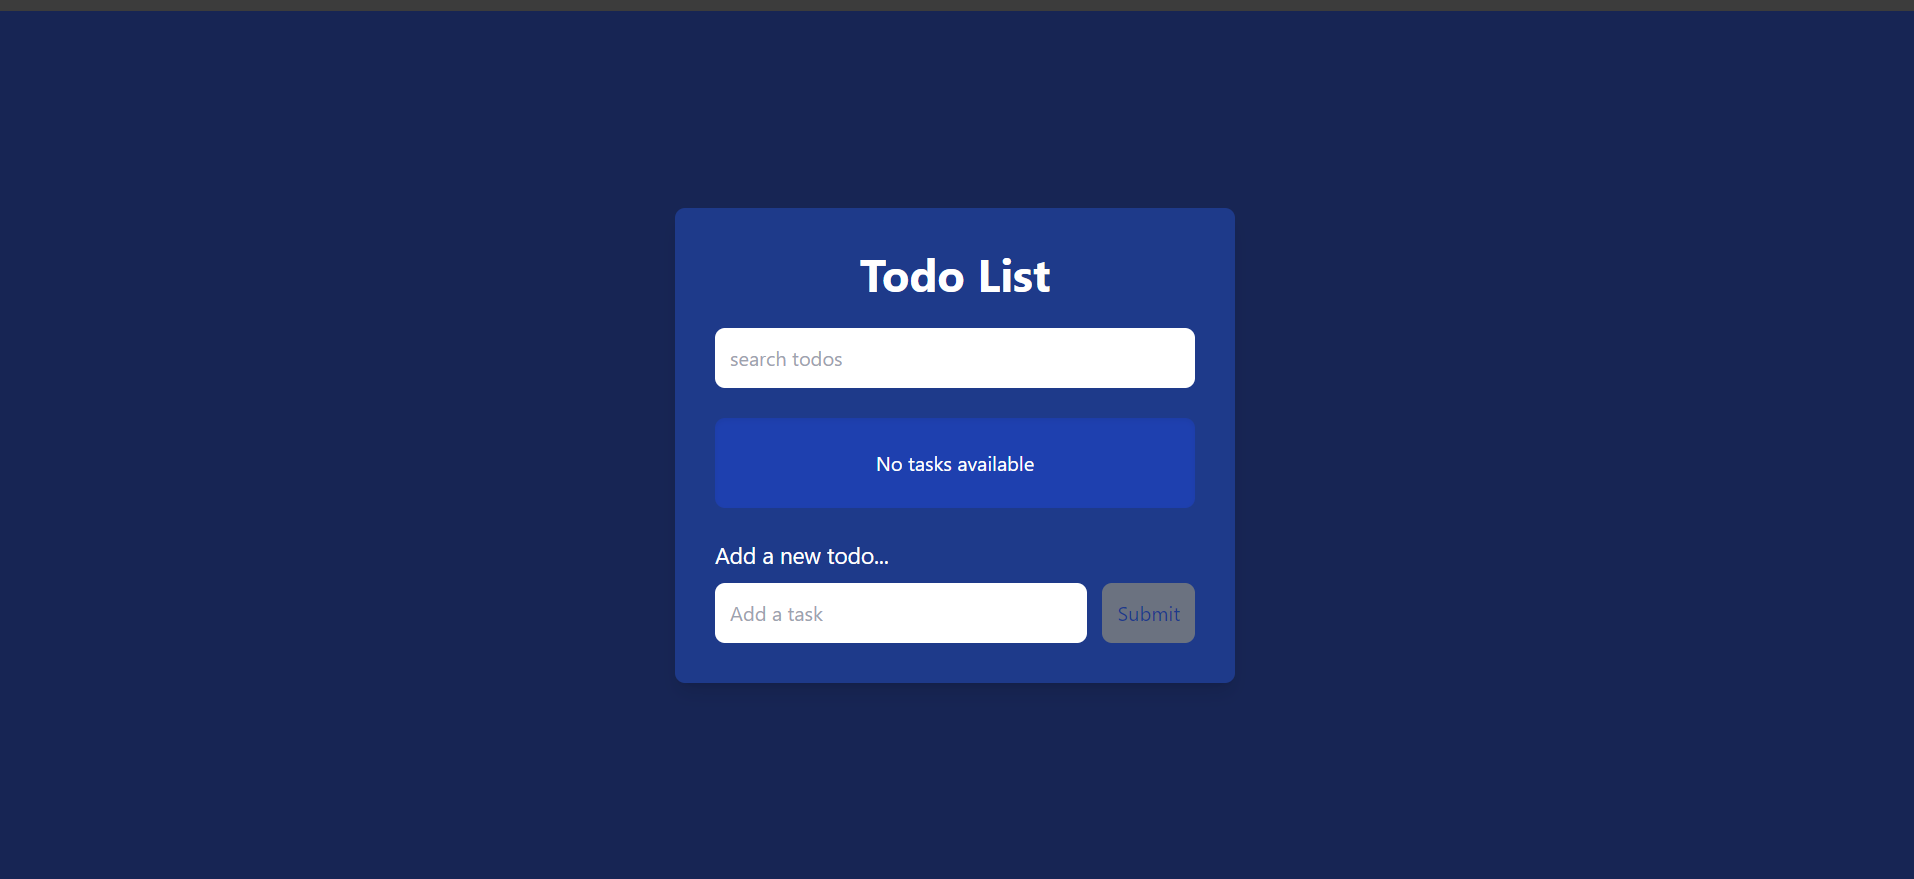 Todo List
search todos
No tasks available
Add a new todo...
Add a task
Submit